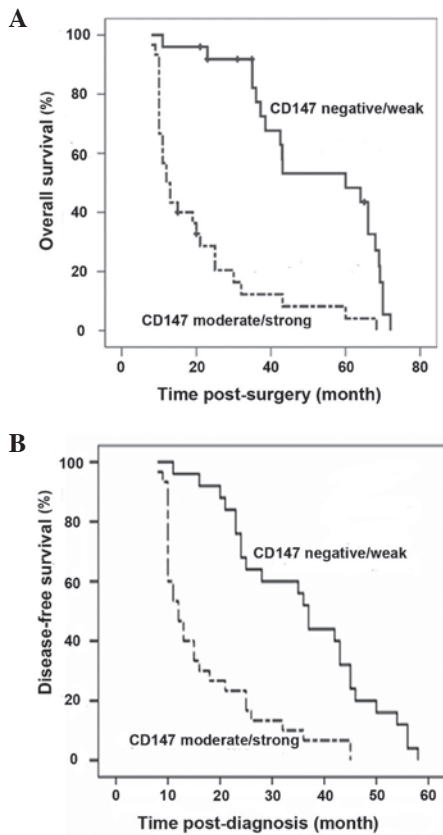 A
Overall survival (%)
100
80
60
40
20
0
CD147 negative/weak
CD147 moderate/strong
0 20 40 60 80
Time post-surgery (month)
B
Disease-free survival (%)
100
80
60
40
20
0
CD147 negative/weak
CD147 moderate/strong
0 10 20 30 40 50 60
Time post-diagnosis (month)